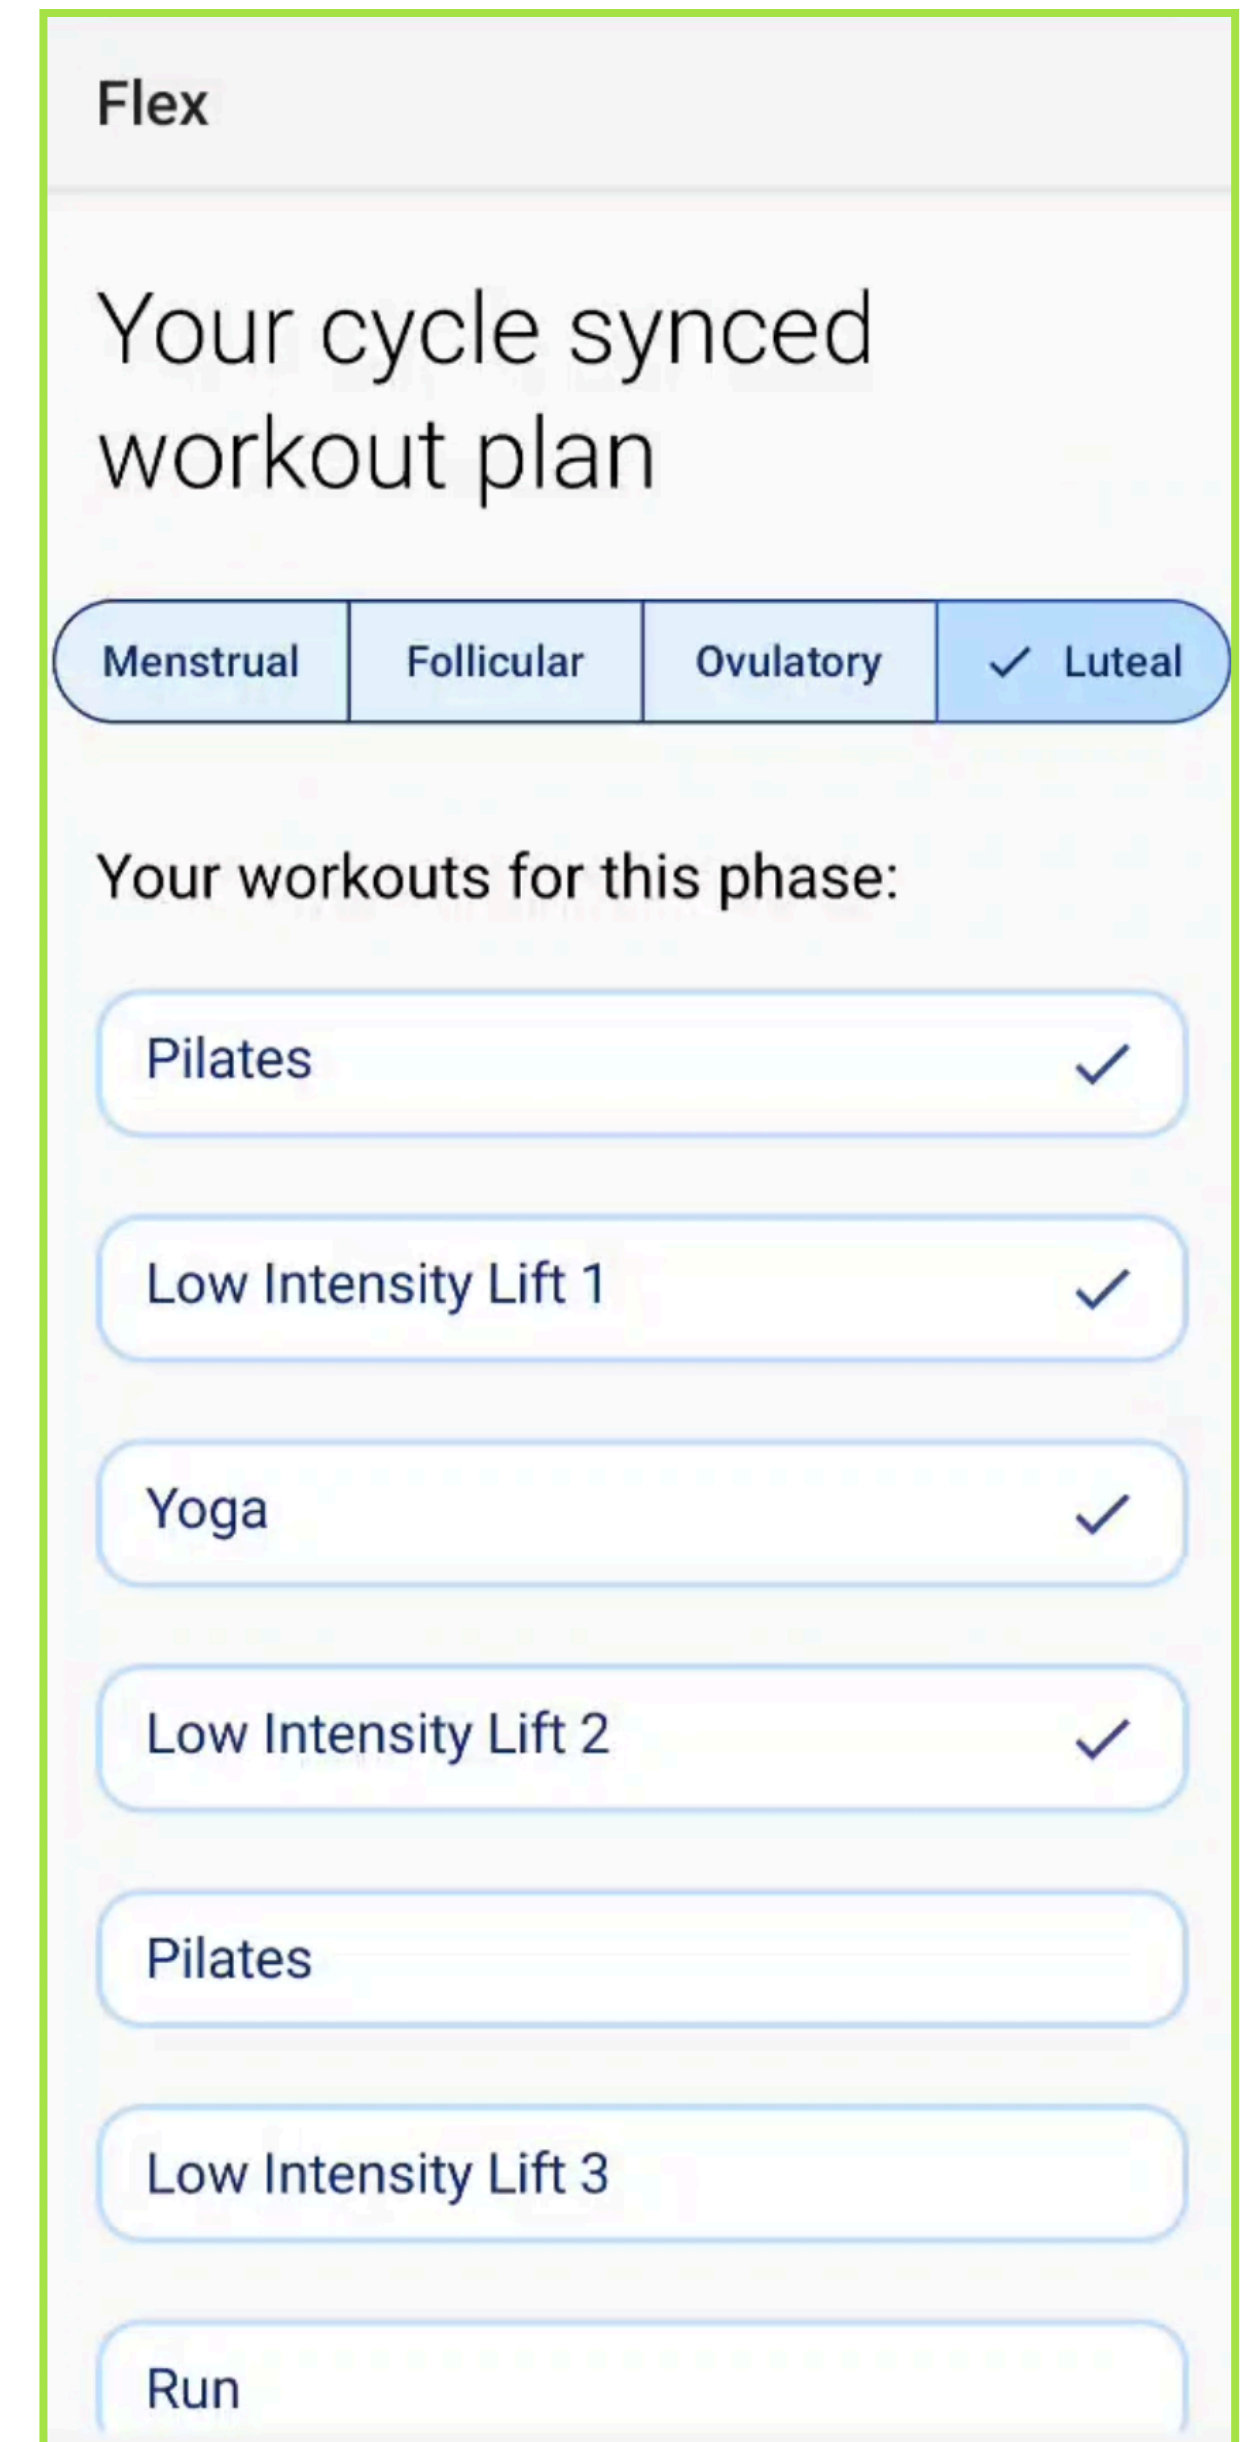 Flex
Your cycle synced
workout plan
Menstrual Follicular Ovulatory Luteal
Your workouts for this phase:
Pilates
Low Intensity Lift 1
Yoga
Low Intensity Lift 2
Pilates
Low Intensity Lift 3
Run